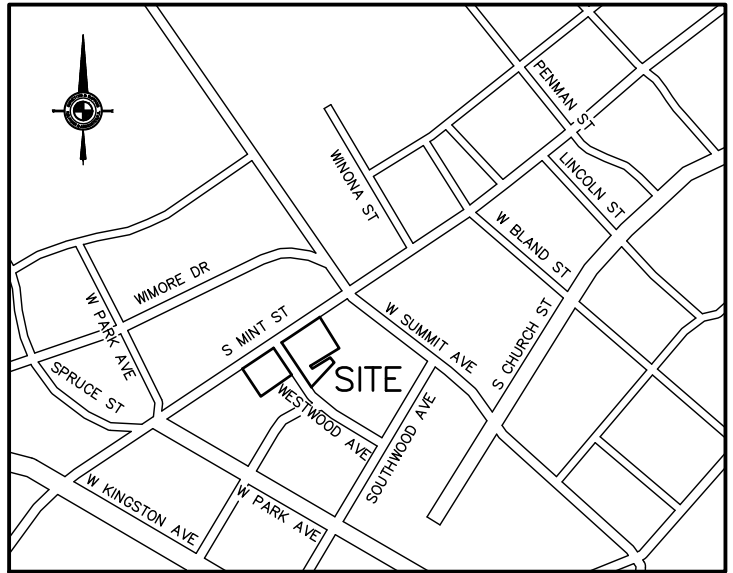 PENMAN ST
LINCOLN ST
WINONA ST
W BLAND ST
WIMORE DR
W PARK AVE
S MINT ST
W SUMMIT AVE
S CHURCH ST
SPRUCE ST
SITE
WESTWOOD AVE
SOUTHWOOD AVE
W KINGSTON AVE
W PARK AVE